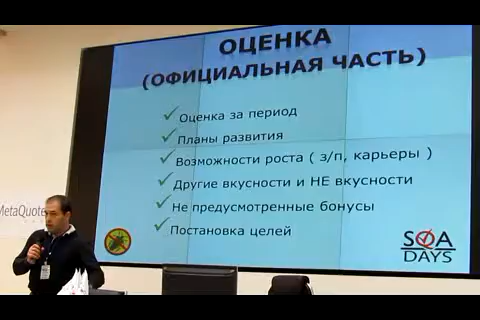 ОЦЕНКА
(ОФИЦИАЛЬНАЯ ЧАСТЬ)
Оценка за период
Планы развития
Возможности роста ( з/п, карьеры )
Другие вкусности и НЕ вкусности
Не предусмотренные бонусы
Постановка целей
MetaQuote
SQA
DAYS